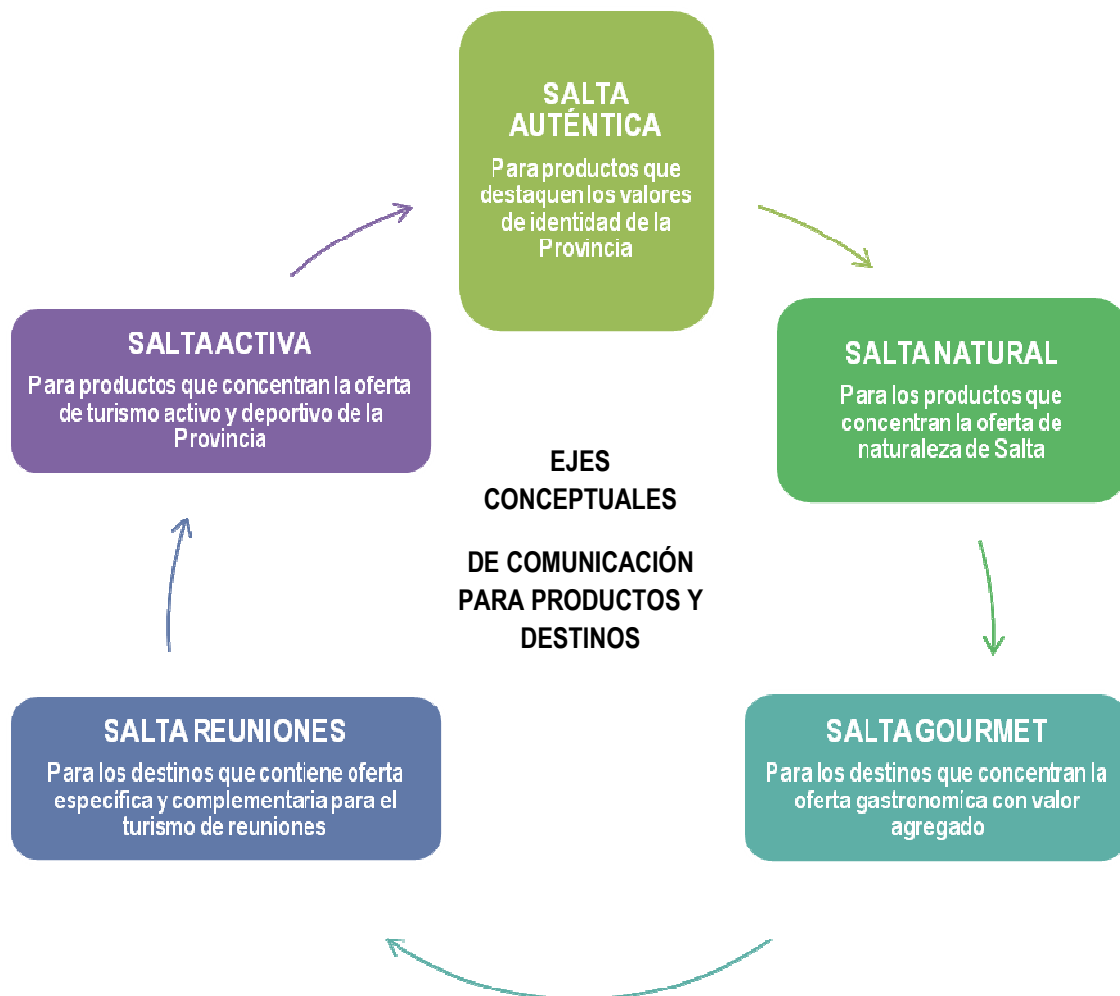 SALTA
AUTÉNTICA
Para productos que
destaquen los valores
de identidad de la
Provincia
SALTA NATURAL
Para los productos que
concentran la oferta de
naturaleza de Salta
SALTA GOURMET
Para los destinos que concentran la
oferta gastronomica con valor
agregado
SALTA REUNIONES
Para los destinos que contiene oferta
específica y complementaria para el
turismo de reuniones
SALTA ACTIVA
Para productos que concentran la oferta
de turismo activo y deportivo de la
Provincia
EJES
CONCEPTUALES
DE COMUNICACIÓN
PARA PRODUCTOS Y
DESTINOS